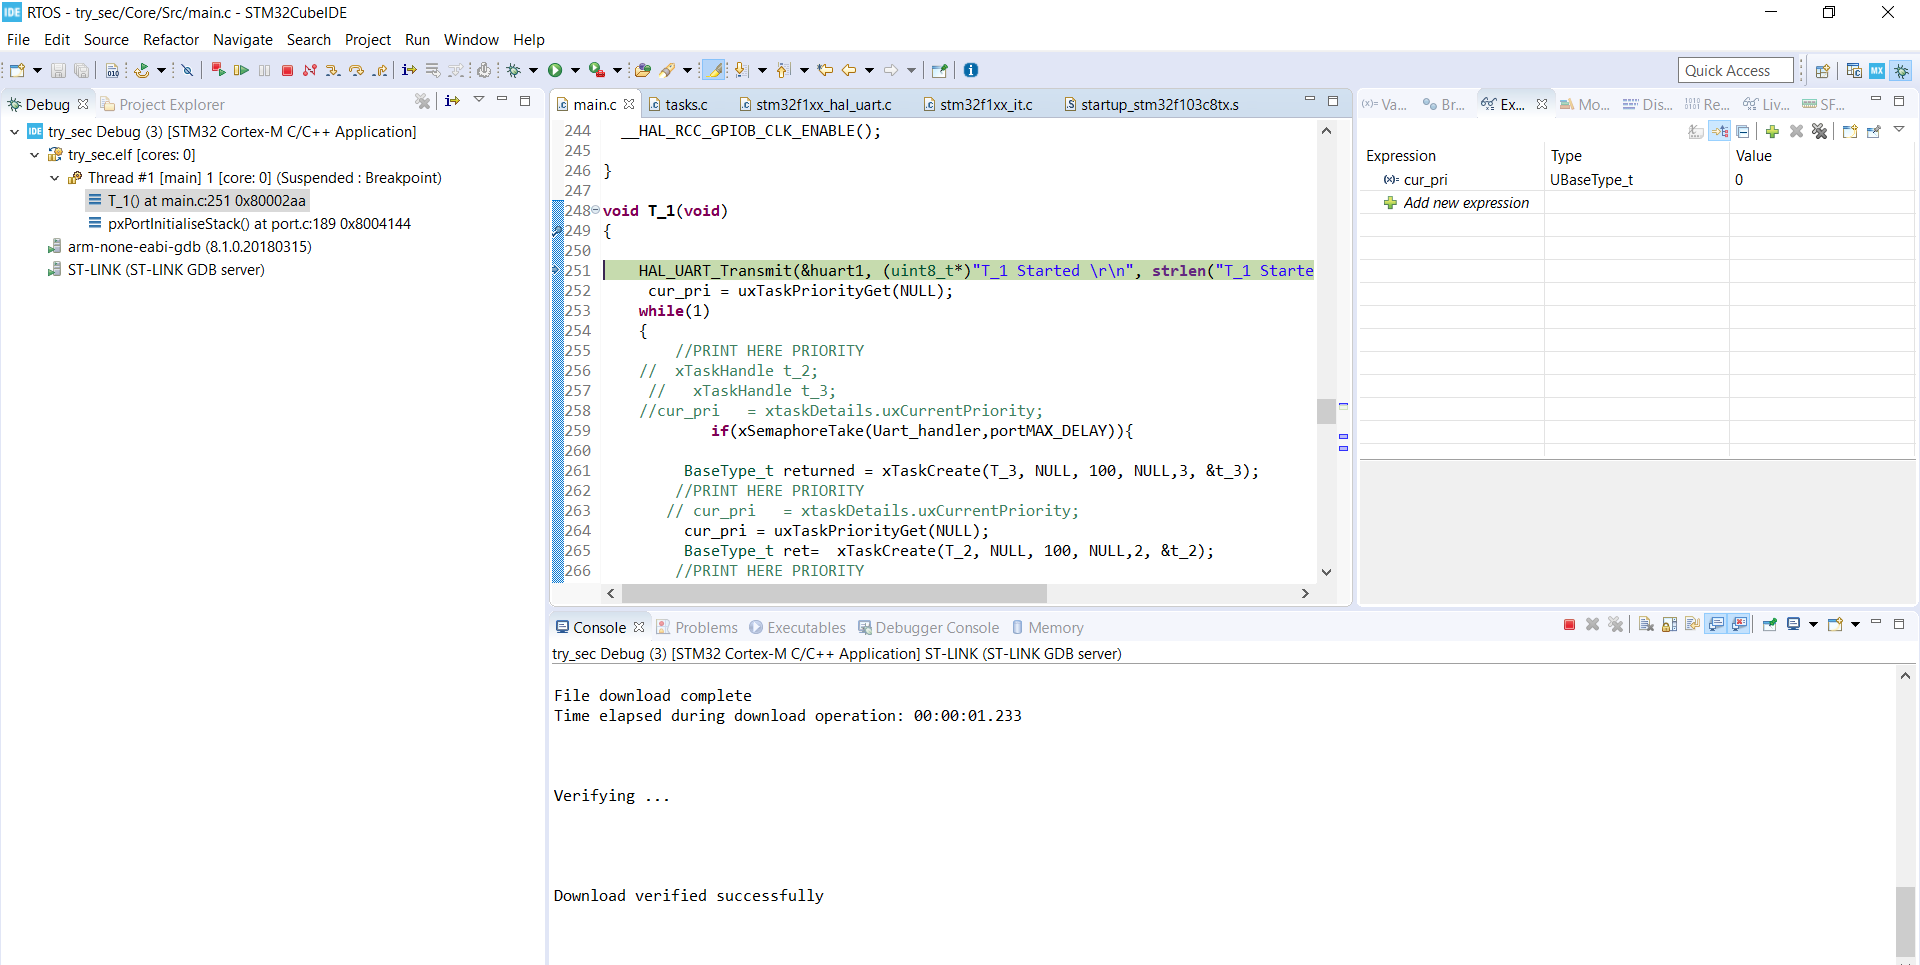 IDE RTOS - try_sec/Core/Src/main.c - STM32CubeIDE
File Edit Source Refactor Navigate Search Project Run Window Help
Quick Access
MX
Debug
Project Explorer
IDE try_sec Debug (3) [STM32 Cortex-M C/C++ Application]
try_sec.elf [cores: 0]
Thread #1 [main] 1 [core: 0] (Suspended : Breakpoint)
T_1() at main.c:251 0x80002aa
pxPortInitialiseStack() at port.c:189 0x8004144
arm-none-eabi-gdb (8.1.0.20180315)
ST-LINK (ST-LINK GDB server)
main.c tasks.c stm32f1xx_hal_uart.c stm32f1xx_it.c startup_stm32f103c8tx.s
244 __HAL_RCC_GPIOB_CLK_ENABLE();
245
246 }
247
248 void T_1(void)
249 {
250
251 HAL_UART_Transmit(&huart1, (uint8_t*)"T_1 Started \r\n", strlen("T_1 Starte
252 cur_pri = uxTaskPriorityGet(NULL);
253 while(1)
254 {
255 //PRINT HERE PRIORITY
256 // xTaskHandle t_2;
257 // xTaskHandle t_3;
258 //cur_pri = xtaskDetails.uxCurrentPriority;
259 if(xSemaphoreTake(Uart_handler,portMAX_DELAY)){
260
261 BaseType_t returned = xTaskCreate(T_3, NULL, 100, NULL,3, &t_3);
262 //PRINT HERE PRIORITY
263 // cur_pri = xtaskDetails.uxCurrentPriority;
264 cur_pri = uxTaskPriorityGet(NULL);
265 BaseType_t ret= xTaskCreate(T_2, NULL, 100, NULL,2, &t_2);
266 //PRINT HERE PRIORITY
(x)= Va... Br... Ex... Mo... Dis... Re... Liv... SFR SF...
Expression Type Value
(x)= cur_pri UBaseType_t 0
Add new expression
Console Problems Executables Debugger Console Memory
try_sec Debug (3) [STM32 Cortex-M C/C++ Application] ST-LINK (ST-LINK GDB server)
File download complete
Time elapsed during download operation: 00:00:01.233
Verifying ...
Download verified successfully